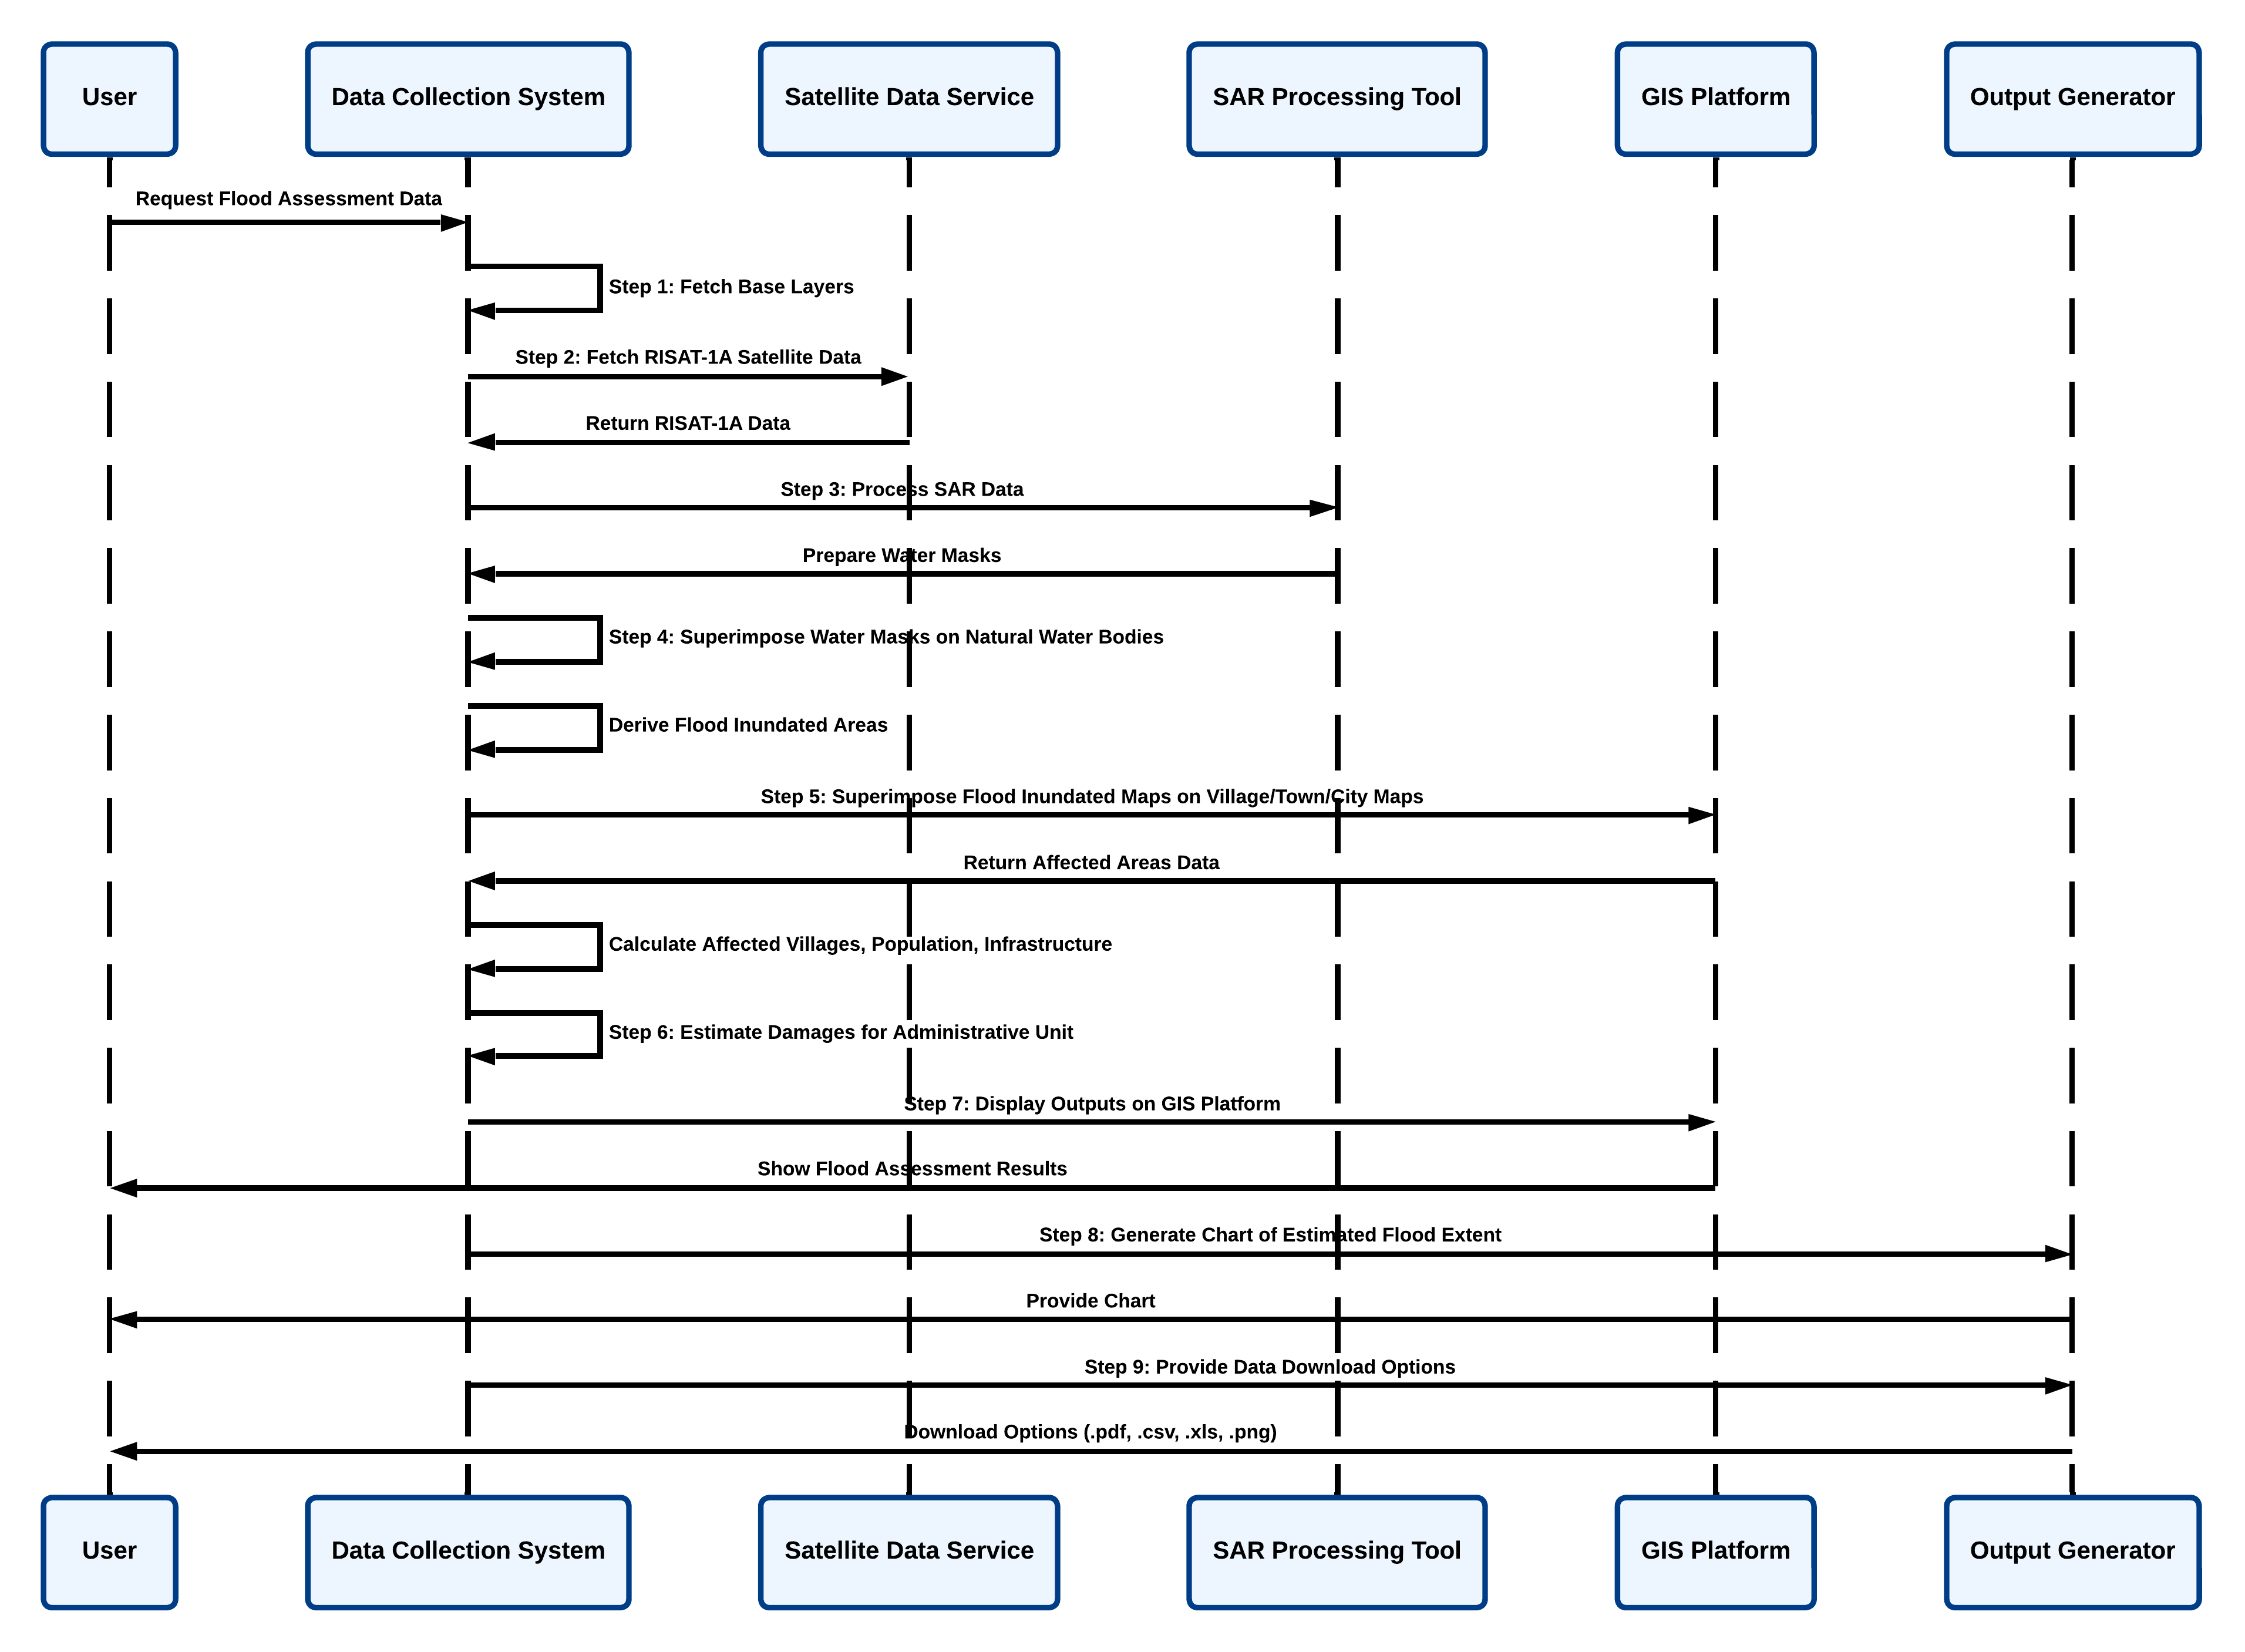 User
Data Collection System
Satellite Data Service
SAR Processing Tool
GIS Platform
Output Generator
Request Flood Assessment Data
Step 1: Fetch Base Layers
Step 2: Fetch RISAT-1A Satellite Data
Return RISAT-1A Data
Step 3: Process SAR Data
Prepare Water Masks
Step 4: Superimpose Water Masks on Natural Water Bodies
Derive Flood Inundated Areas
Step 5: Superimpose Flood Inundated Maps on Village/Town/City Maps
Return Affected Areas Data
Calculate Affected Villages, Population, Infrastructure
Step 6: Estimate Damages for Administrative Unit
Step 7: Display Outputs on GIS Platform
Show Flood Assessment Results
Step 8: Generate Chart of Estimated Flood Extent
Provide Chart
Step 9: Provide Data Download Options
Download Options (.pdf, .csv, .xls, .png)
User
Data Collection System
Satellite Data Service
SAR Processing Tool
GIS Platform
Output Generator